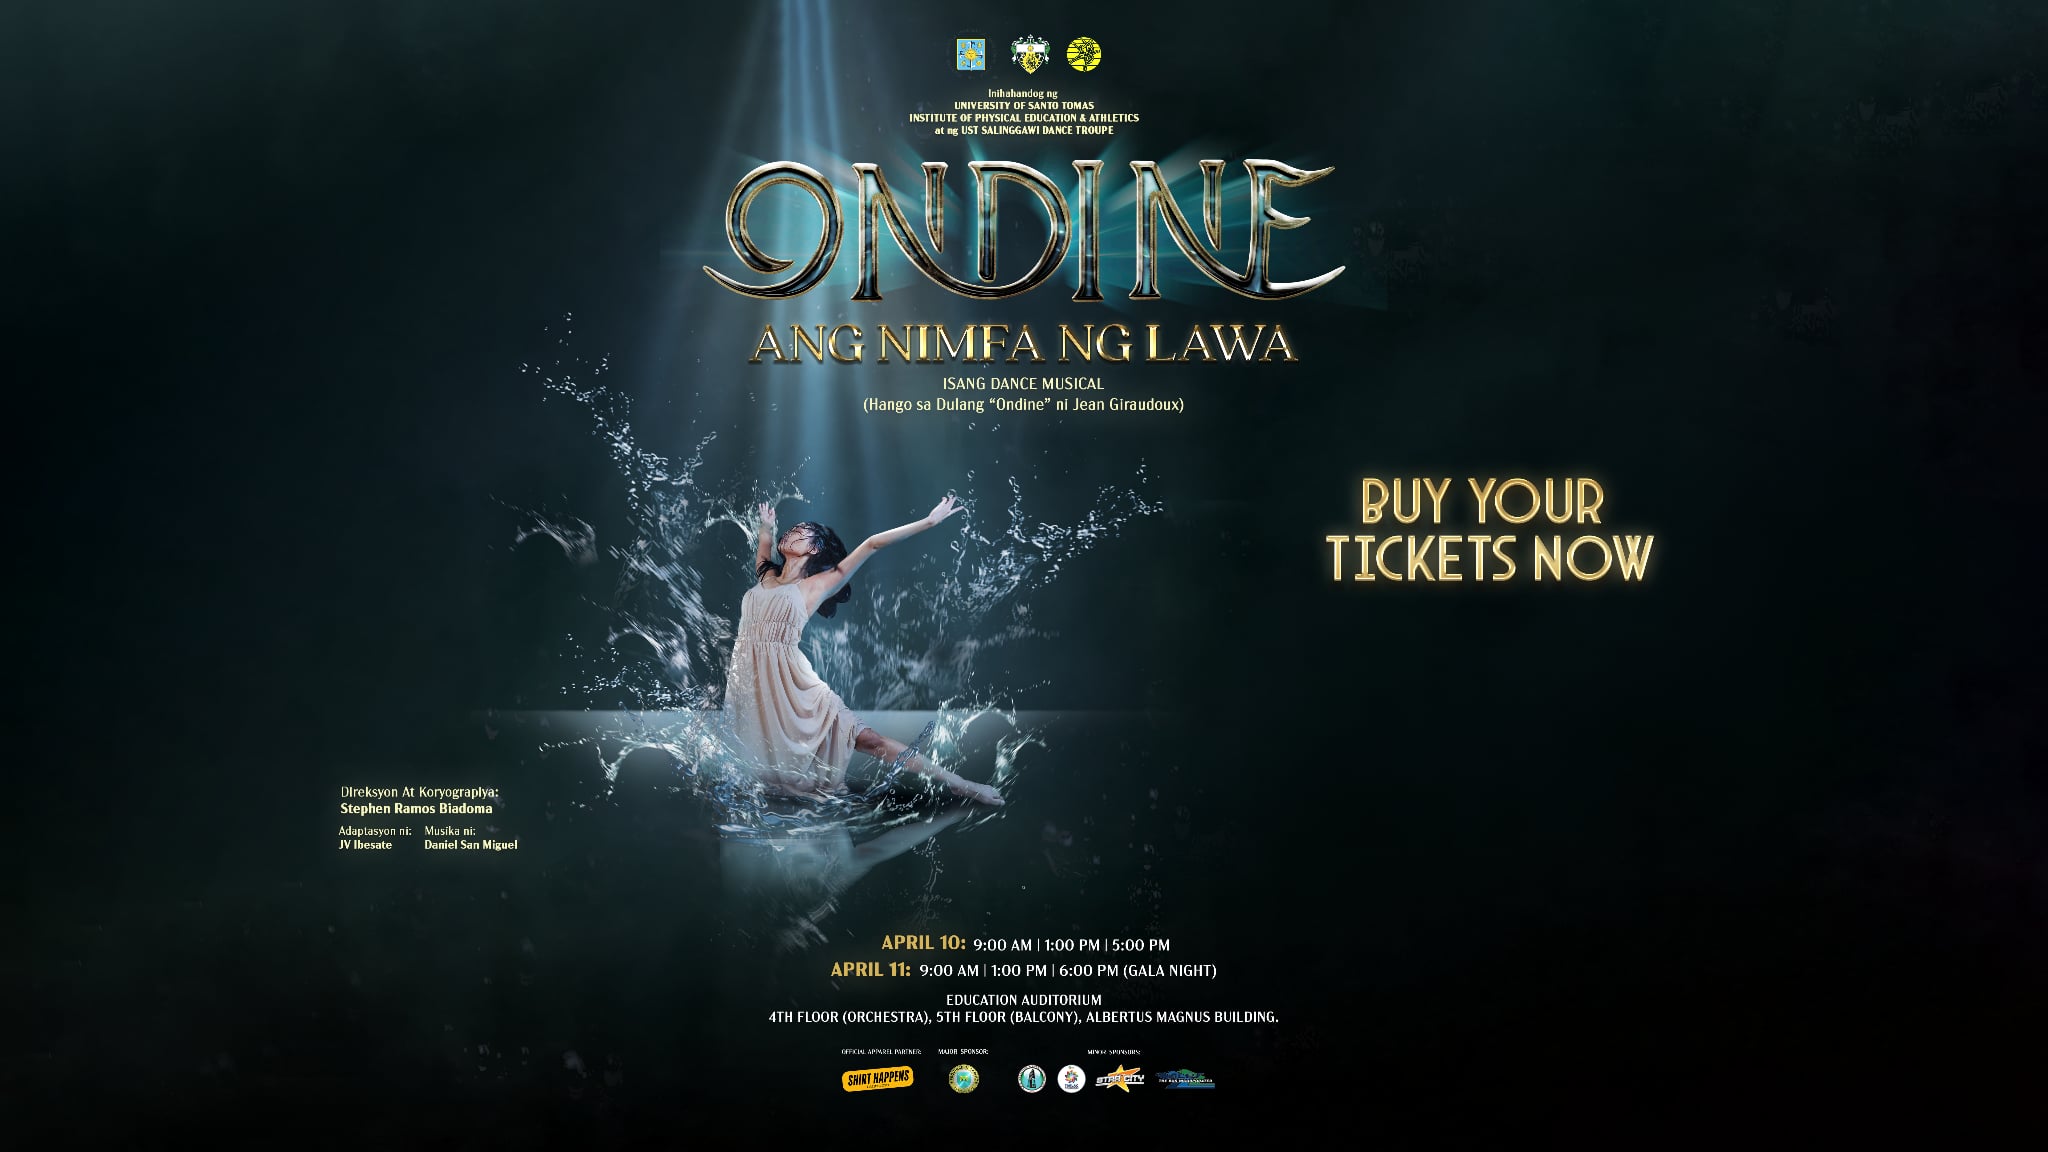 Inihahandog ng
UNIVERSITY OF SANTO TOMAS
INSTITUTE OF PHYSICAL EDUCATION & ATHLETICS
at ng UST SALINGGAWI DANCE TROUPE
ONDINE
ANG NIMFA NG LAWA
ISANG DANCE MUSICAL
(Hango sa Dulang “Ondine” ni Jean Giraudoux)
BUY YOUR
TICKETS NOW
Direksyon At Koryograpiya:
Stephen Ramos Biadoma
Adaptasyon ni:
JV Ibesate
Musika ni:
Daniel San Miguel
APRIL 10: 9:00 AM | 1:00 PM | 5:00 PM
APRIL 11: 9:00 AM | 1:00 PM | 6:00 PM (GALA NIGHT)
EDUCATION AUDITORIUM
4TH FLOOR (ORCHESTRA), 5TH FLOOR (BALCONY), ALBERTUS MAGNUS BUILDING.
OFFICIAL APPAREL PARTNER:
SHIRT HAPPENS
MAJOR SPONSOR:
MINOR SPONSORS:
STAR CITY